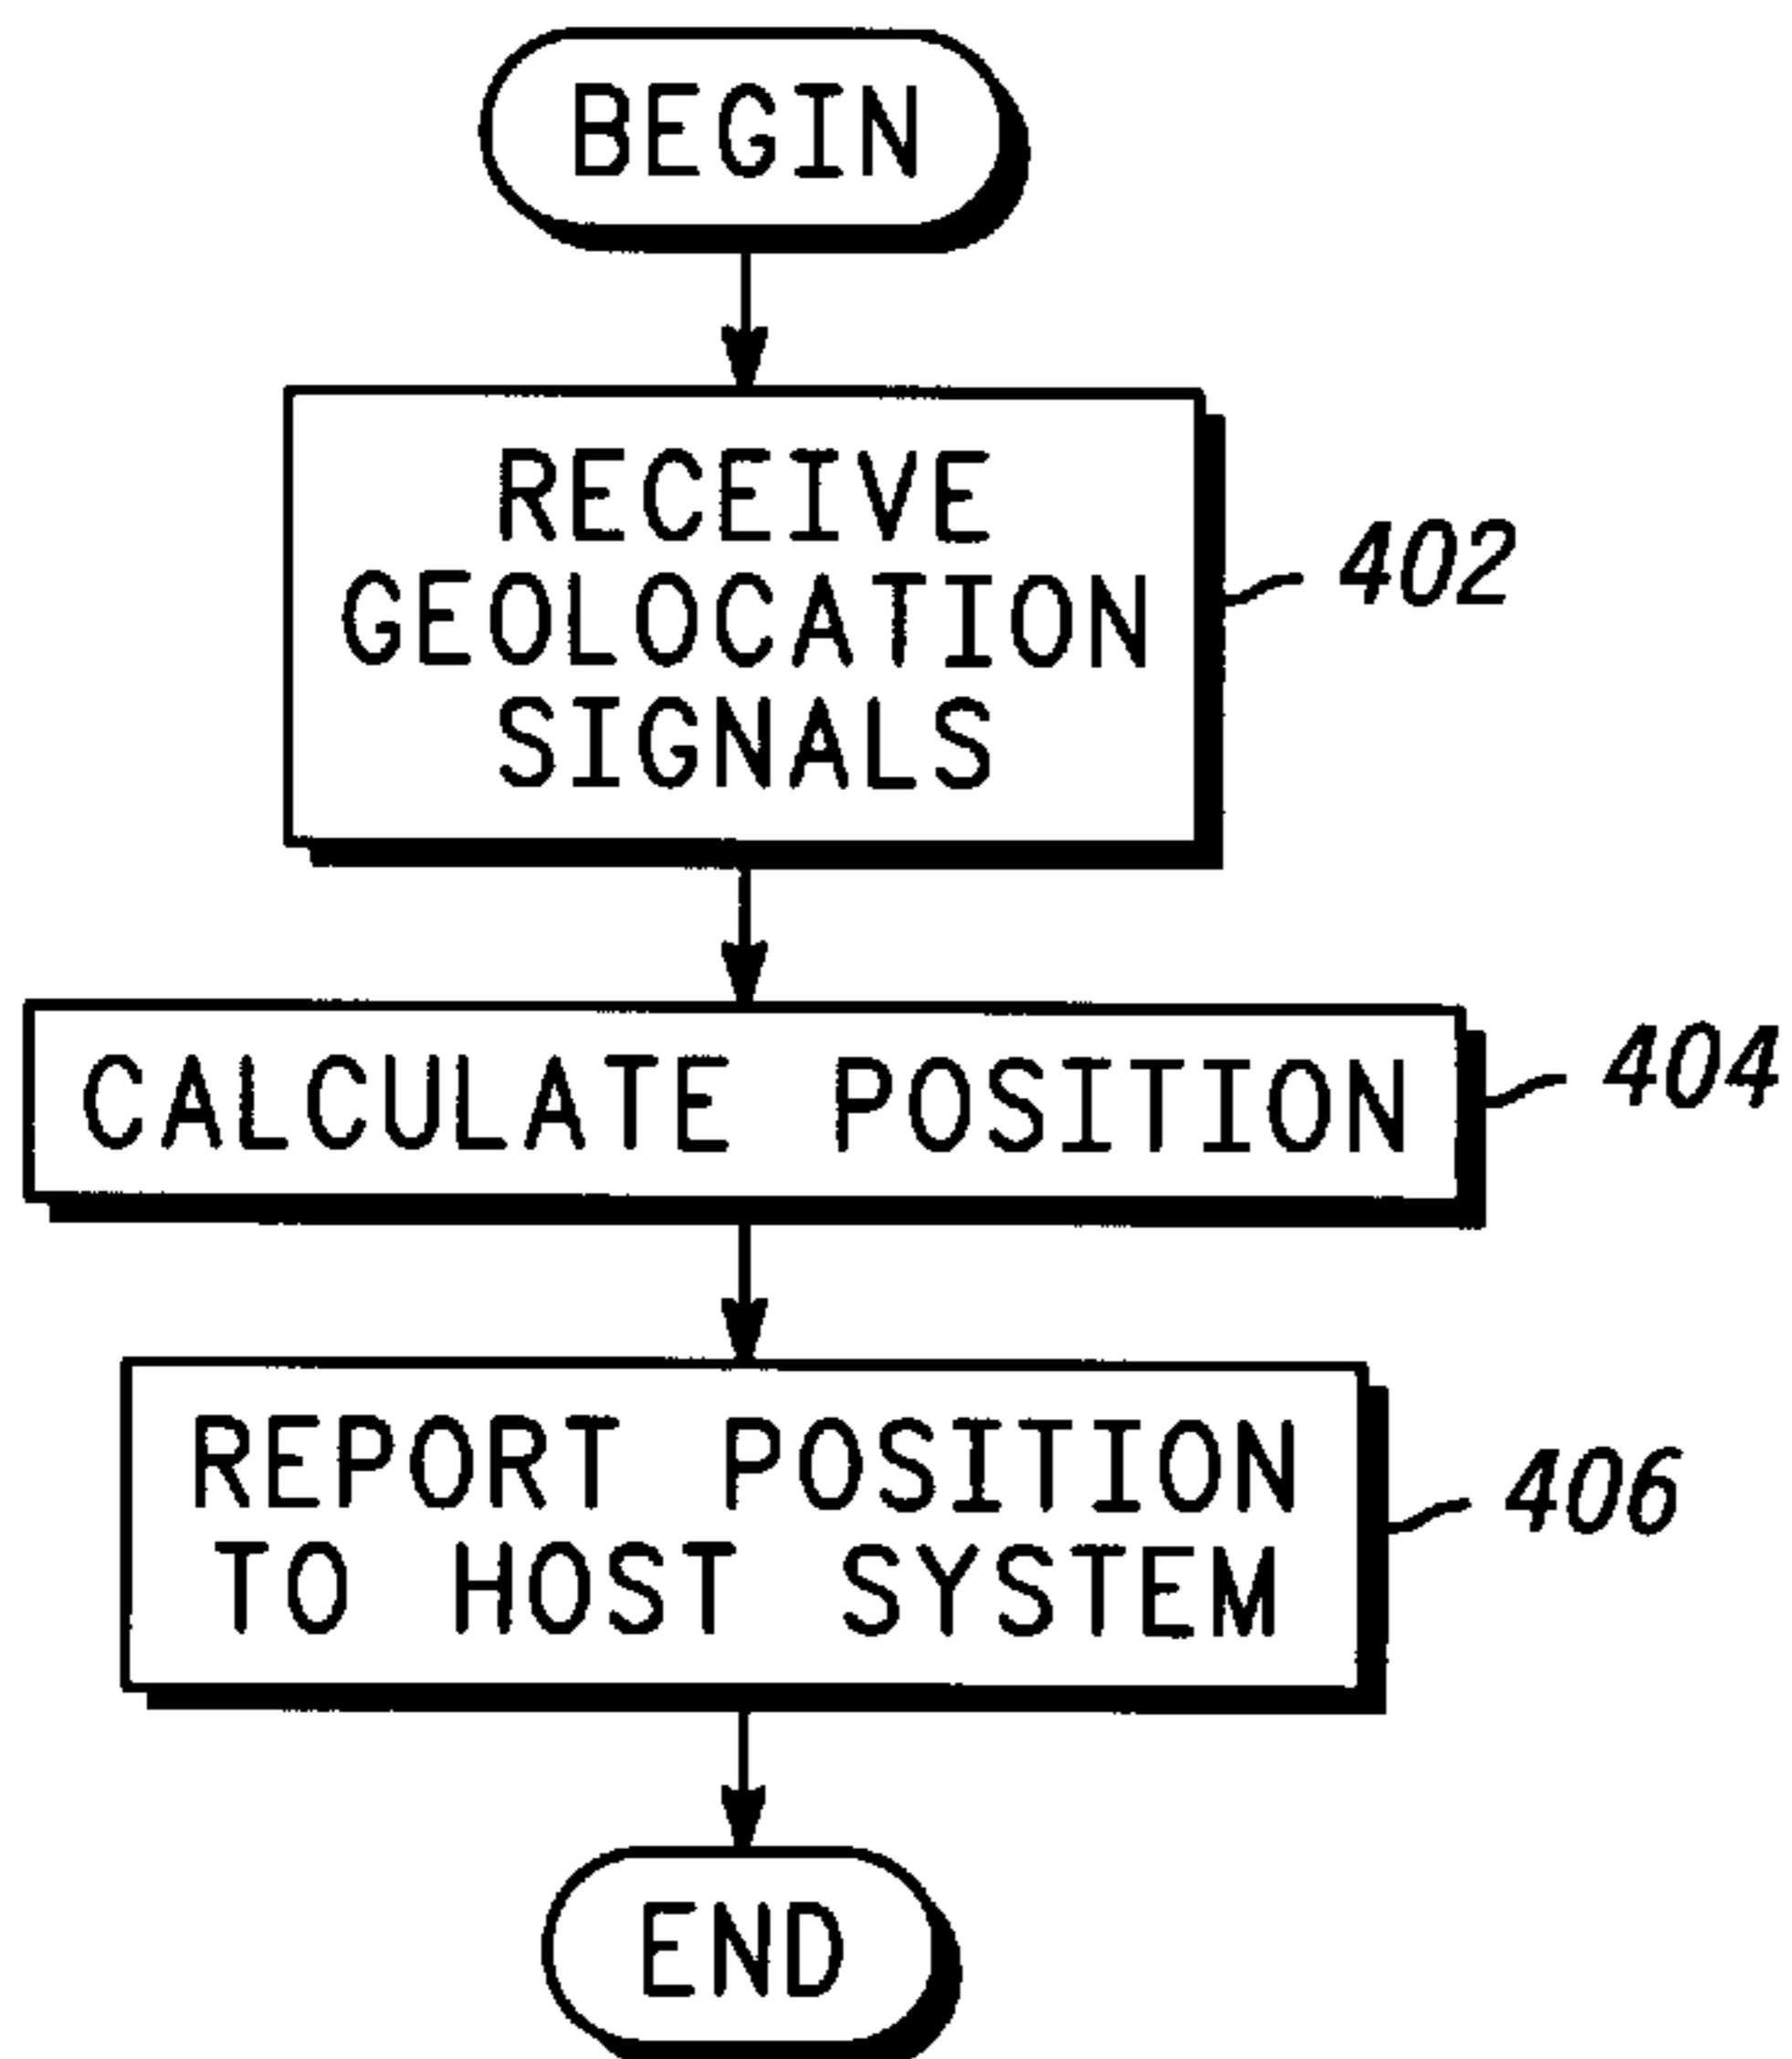 BEGIN
RECEIVE
GEOLOCATION
SIGNALS
402
CALCULATE POSITION
404
REPORT POSITION
TO HOST SYSTEM
406
END